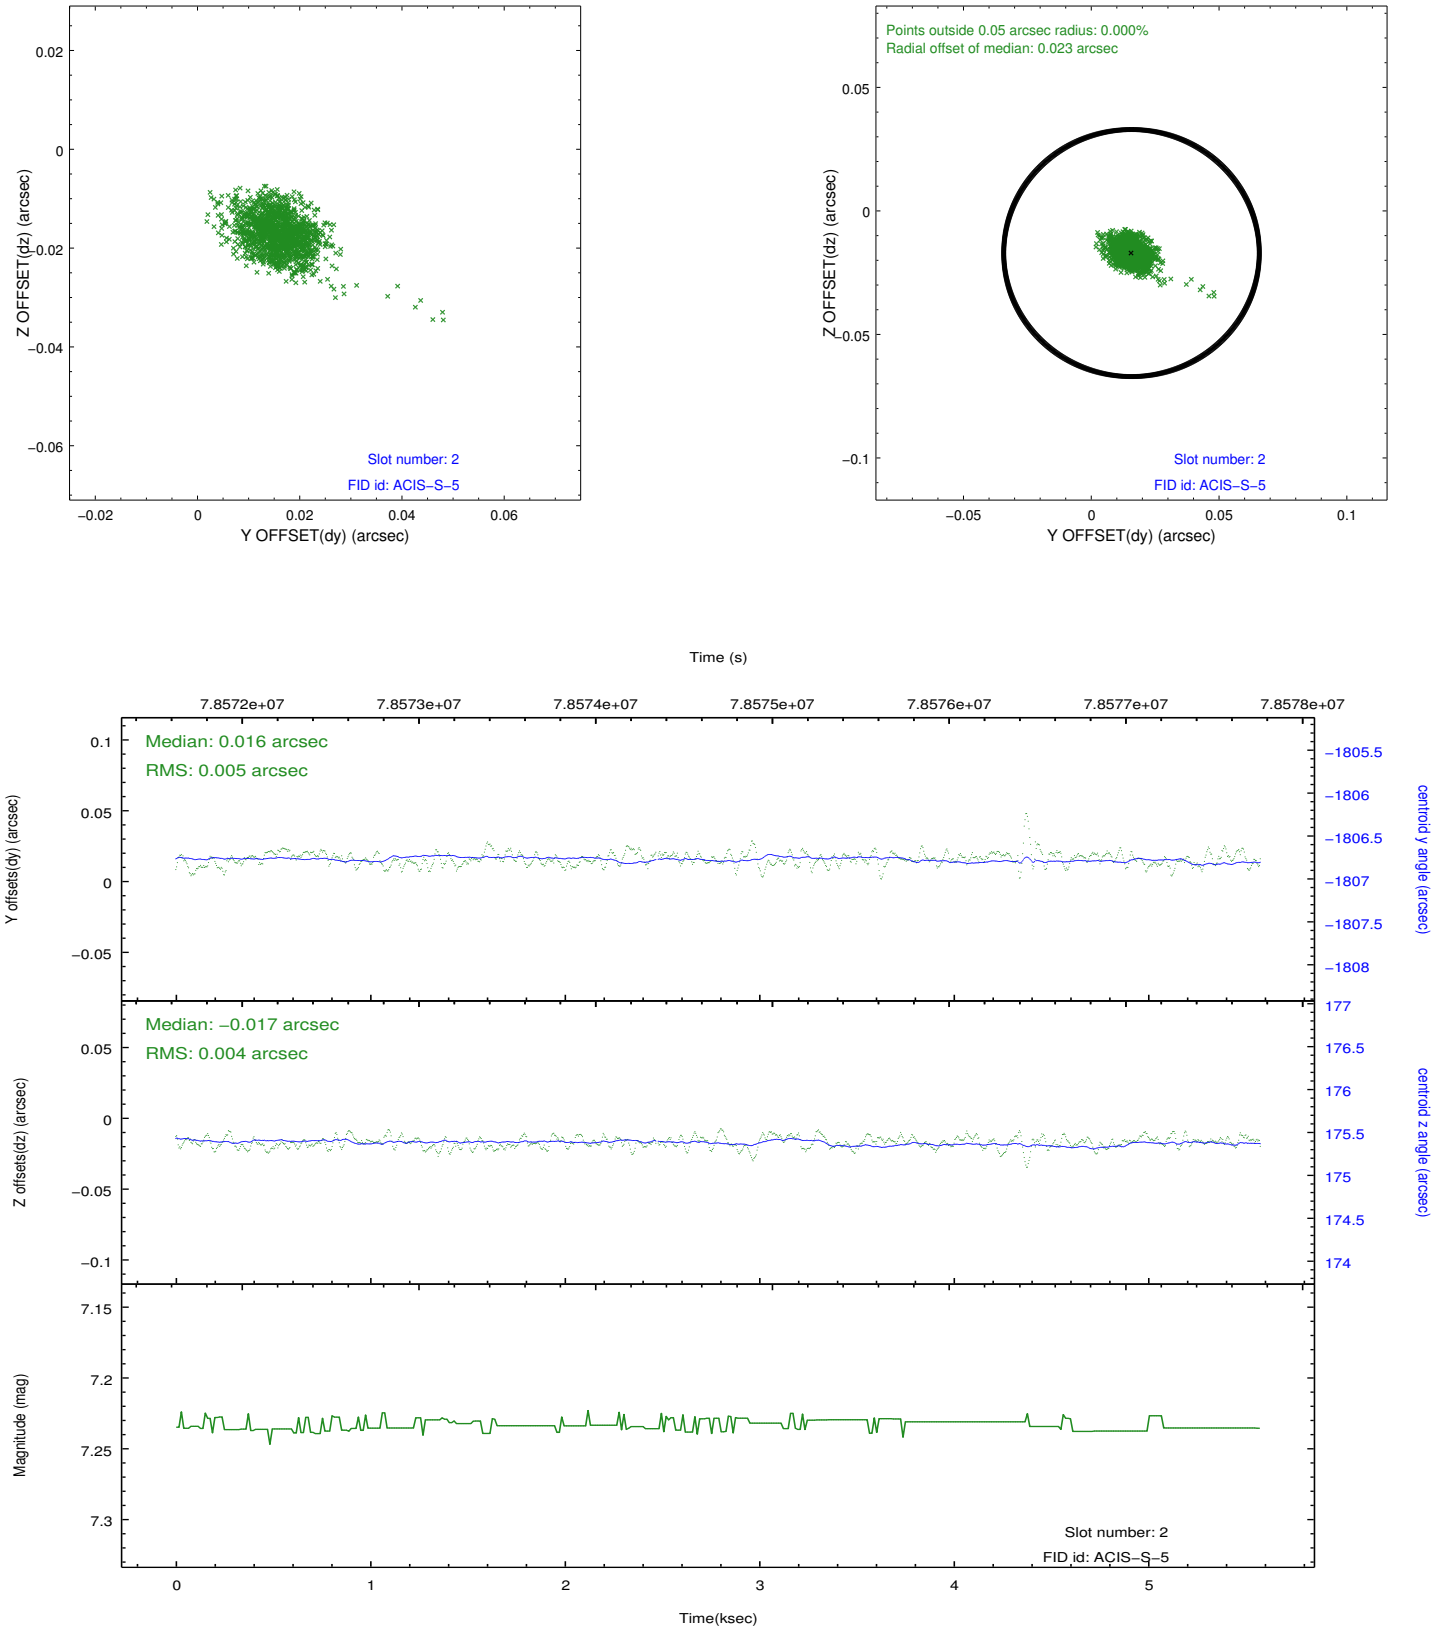 0.02
0
−0.02
−0.04
−0.06
Z OFFSET(dz) (arcsec)
Slot number: 2
FID id: ACIS−S−5
−0.02 0 0.02 0.04 0.06
Y OFFSET(dy) (arcsec)
Points outside 0.05 arcsec radius: 0.000%
Radial offset of median: 0.023 arcsec
0.05
0
−0.05
−0.1
Z OFFSET(dz) (arcsec)
Slot number: 2
FID id: ACIS−S−5
−0.05 0 0.05 0.1
Y OFFSET(dy) (arcsec)
Time (s)
7.8572e+07 7.8573e+07 7.8574e+07 7.8575e+07 7.8576e+07 7.8577e+07 7.8578e+07
Median: 0.016 arcsec
RMS: 0.005 arcsec
0.1
0.05
0
−0.05
Y offsets(dy) (arcsec)
−1805.5
−1806
−1806.5
−1807
−1807.5
−1808
centroid y angle (arcsec)
Median: −0.017 arcsec
RMS: 0.004 arcsec
0.05
0
−0.05
−0.1
Z offsets(dz) (arcsec)
177
176.5
176
175.5
175
174.5
174
centroid z angle (arcsec)
7.15
7.2
7.25
7.3
Magnitude (mag)
Slot number: 2
FID id: ACIS−S−5
0 1 2 3 4 5
Time(ksec)